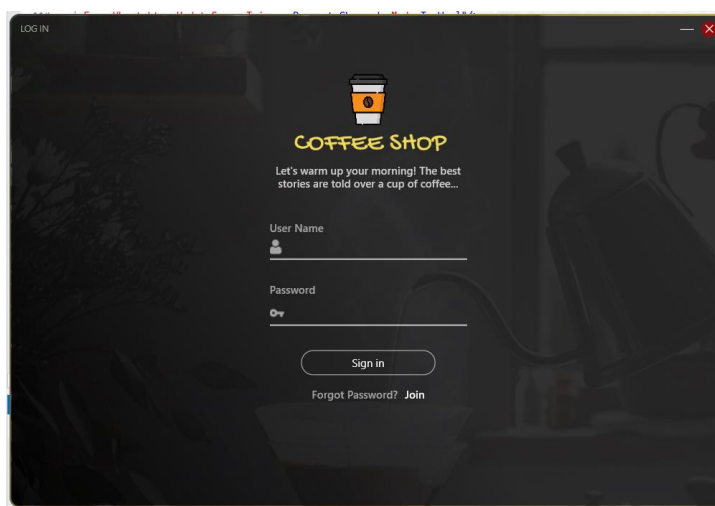 LOG IN
COFFEE SHOP
Let's warm up your morning! The best
stories are told over a cup of coffee...
User Name
Password
Sign in
Forgot Password? Join